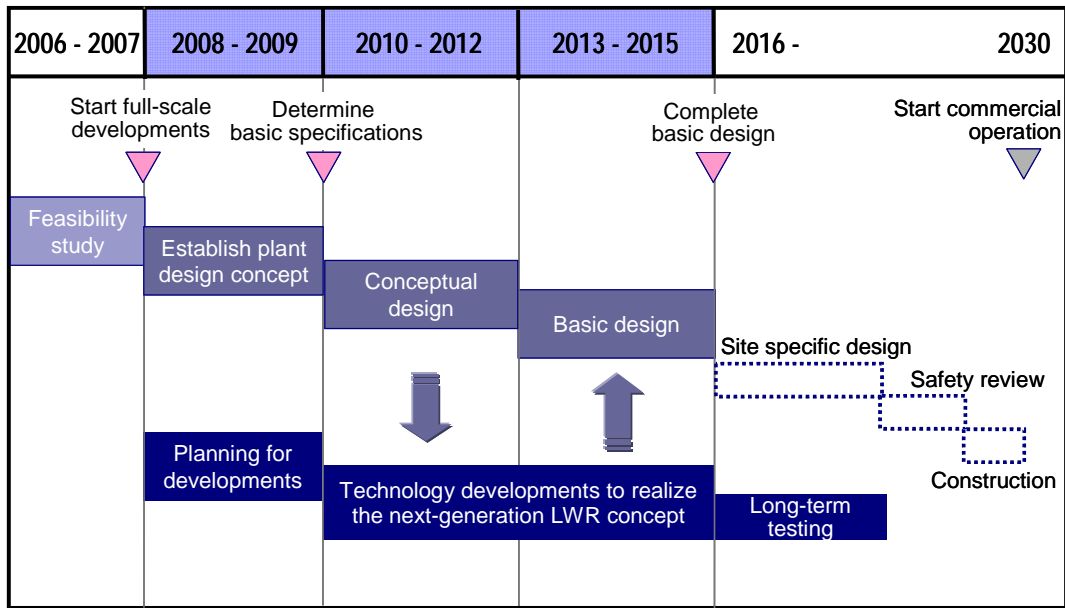 2006 - 2007
2008 - 2009
2010 - 2012
2013 - 2015
2016 -
2030
Start full-scale
developments
Determine
basic specifications
Complete
basic design
Start commercial
operation
Feasibility
study
Establish plant
design concept
Conceptual
design
Basic design
Site specific design
Safety review
Construction
Planning for
developments
Technology developments to realize
the next-generation LWR concept
Long-term
testing